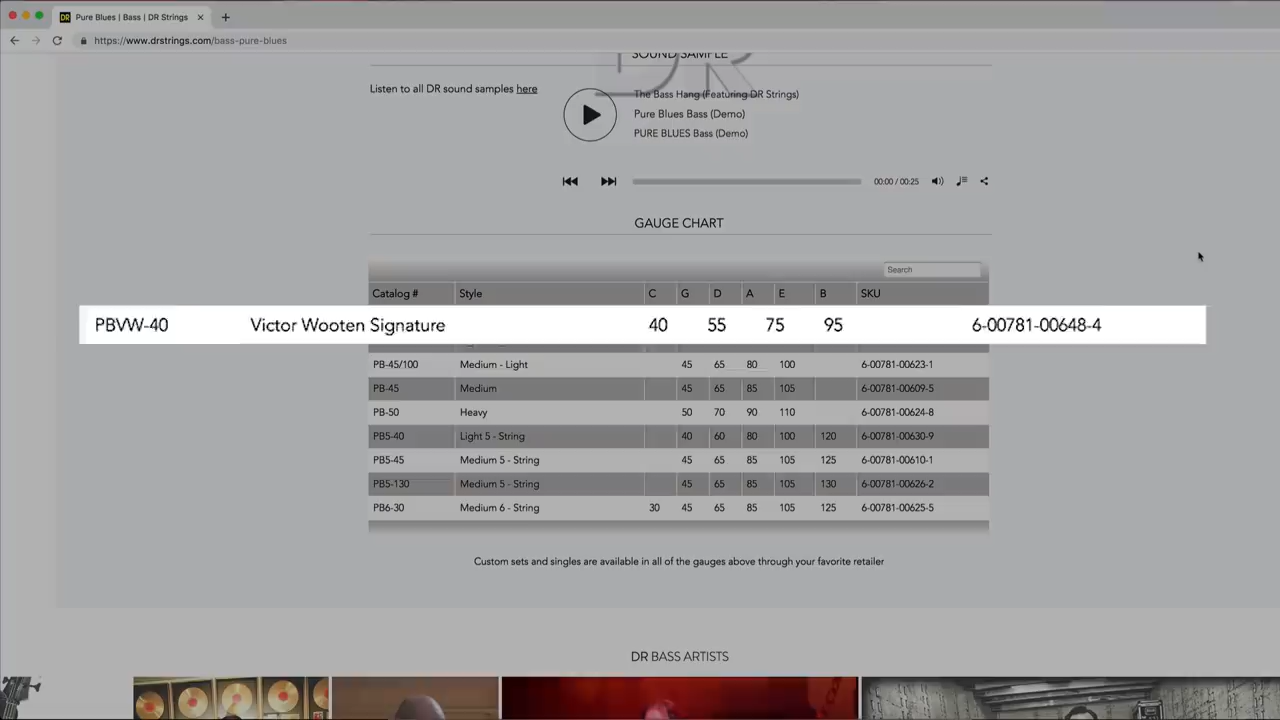 DR Pure Blues | Bass | DR Strings
https://www.drstrings.com/bass-pure-blues
SOUND SAMPLE
DR
Listen to all DR sound samples here
The Bass Hang (Featuring DR Strings)
Pure Blues Bass (Demo)
PURE BLUES Bass (Demo)
00:00 / 00:25
GAUGE CHART
Search
Catalog # Style C G D A E B SKU
PBVW-40 Victor Wooten Signature 40 55 75 95 6-00781-00648-4
PB-45/100 Medium - Light 45 65 80 100 6-00781-00623-1
PB-45 Medium 45 65 85 105 6-00781-00609-5
PB-50 Heavy 50 70 90 110 6-00781-00624-8
PB5-40 Light 5 - String 40 60 80 100 120 6-00781-00630-9
PB5-45 Medium 5 - String 45 65 85 105 125 6-00781-00610-1
PB5-130 Medium 5 - String 45 65 85 105 130 6-00781-00626-2
PB6-30 Medium 6 - String 30 45 65 85 105 125 6-00781-00625-5
Custom sets and singles are available in all of the gauges above through your favorite retailer
DR BASS ARTISTS